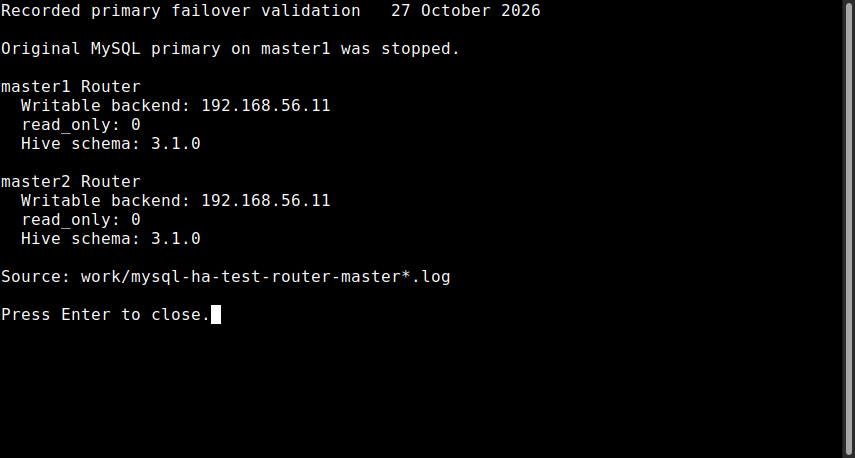 Recorded primary failover validation   27 October 2026
Original MySQL primary on master1 was stopped.
master1 Router
  Writable backend: 192.168.56.11
  read_only: 0
  Hive schema: 3.1.0
master2 Router
  Writable backend: 192.168.56.11
  read_only: 0
  Hive schema: 3.1.0
Source: work/mysql-ha-test-router-master*.log
Press Enter to close.